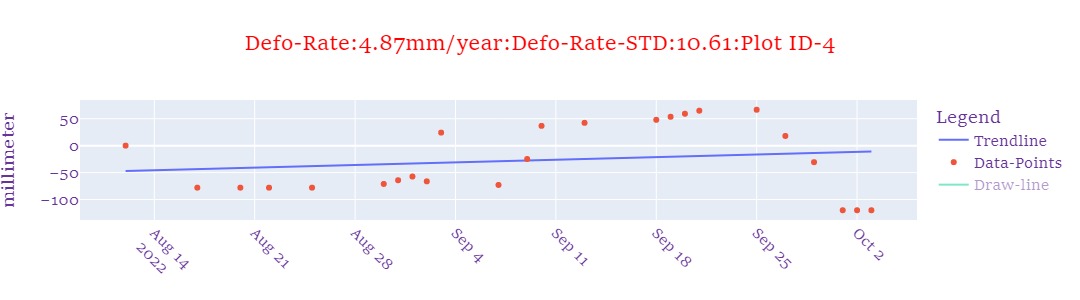 Defo-Rate:4.87mm/year:Defo-Rate-STD:10.61:Plot ID-4
millimeter
50
0
−50
−100
Aug 14
2022
Aug 21
Aug 28
Sep 4
Sep 11
Sep 18
Sep 25
Oct 2
Legend
Trendline
Data-Points
Draw-line